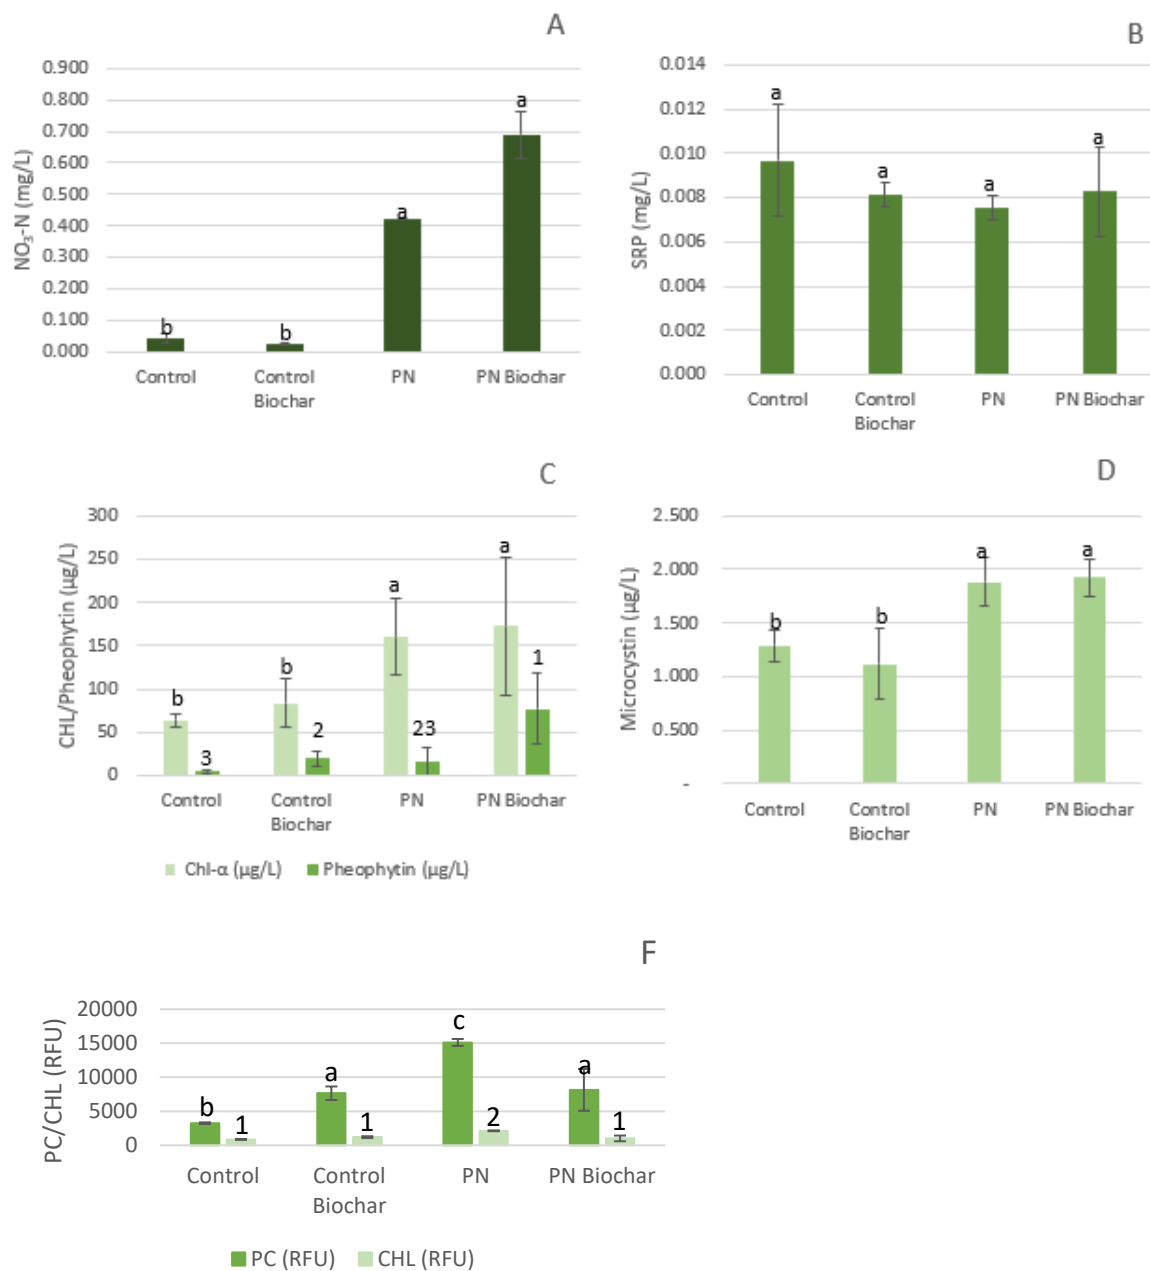 A
0.900
0.800
0.700
0.600
0.500
0.400
0.300
0.200
0.100
0.000
NO₃-N (mg/L)
b
b
a
a
Control
Control
Biochar
PN
PN Biochar
B
0.014
0.012
0.010
0.008
0.006
0.004
0.002
0.000
SRP (mg/L)
a
a
a
a
Control
Control
Biochar
PN
PN Biochar
C
300
250
200
150
100
50
0
CHL/Pheophytin (µg/L)
b
3
b
2
a
23
a
1
Control
Control
Biochar
PN
PN Biochar
Chl-α (µg/L)
Pheophytin (µg/L)
D
2.500
2.000
1.500
1.000
0.500
-
Microcystin (µg/L)
b
b
a
a
Control
Control
Biochar
PN
PN Biochar
F
20000
15000
10000
5000
0
PC/CHL (RFU)
b
1
a
1
c
2
a
1
Control
Control
Biochar
PN
PN Biochar
PC (RFU)
CHL (RFU)